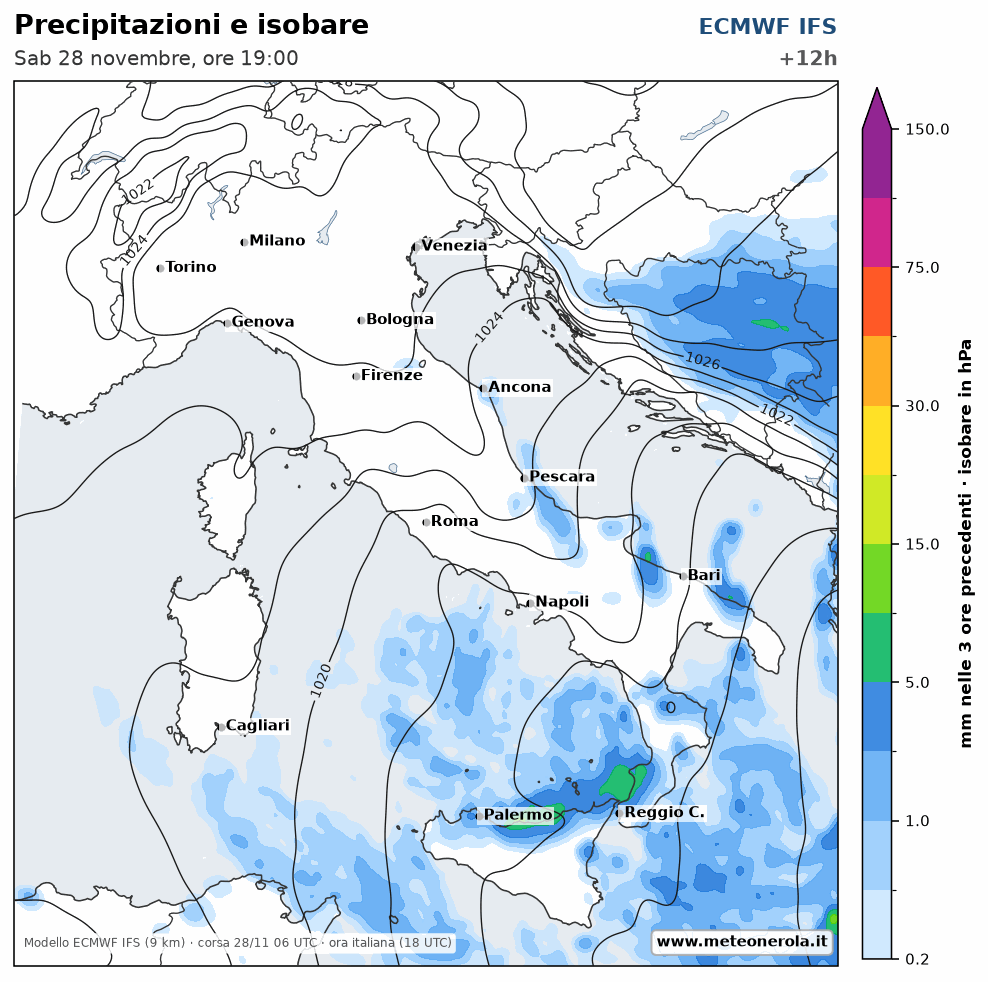 Precipitazioni e isobare
ECMWF IFS
Sab 28 novembre, ore 19:00
+12h
150.0
75.0
30.0
15.0
5.0
1.0
0.2
mm nelle 3 ore precedenti · isobare in hPa
1022
1024
Milano
Venezia
Torino
Genova
Bologna
1024
1026
Firenze
Ancona
1022
Pescara
Roma
Bari
Napoli
1020
Cagliari
Palermo
Reggio C.
Modello ECMWF IFS (9 km) · corsa 28/11 06 UTC · ora italiana (18 UTC)
www.meteonerola.it